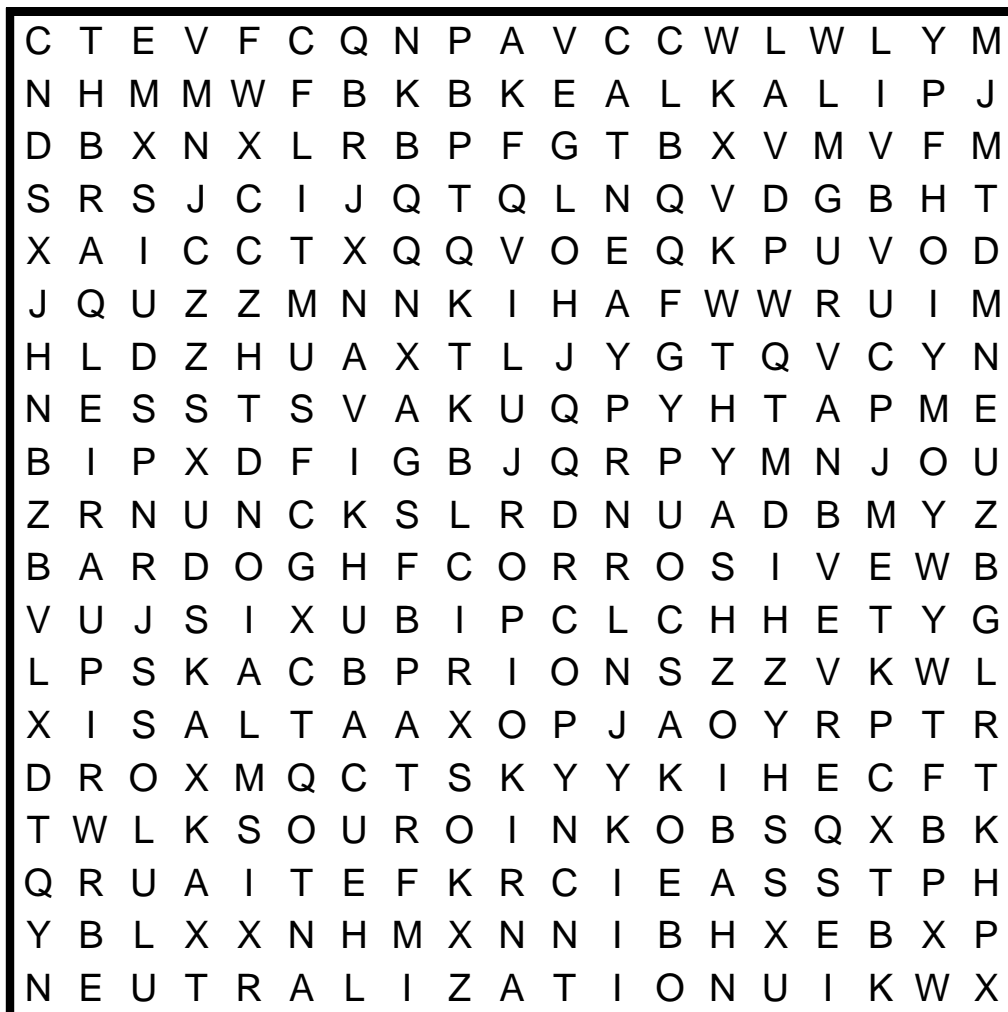 C T E V F C Q N P A V C C W L W L Y M
N H M M W F B K B K E A L K A L I P J
D B X N X L R B P F G T B X V M V F M
S R S J C I J Q T Q L N Q V D G B H T
X A I C C T X Q Q V O E Q K P U V O D
J Q U Z Z M N N K I H A F W W R U I M
H L D Z H U A X T L J Y G T Q V C Y N
N E S S T S V A K U Q P Y H T A P M E
B I P X D F I G B J Q R P Y M N J O U
Z R N U N C K S L R D N U A D B M Y Z
B A R D O G H F C O R R O S I V E W B
V U J S I X U B I P C L C H H E T Y G
L P S K A C B P R I O N S Z Z V K W L
X I S A L T A A X O P J A O Y R P T R
D R O X M Q C T S K Y Y K I H E C F T
T W L K S O U R O I N K O B S Q X B K
Q R U A I T E F K R C I E A S S T P H
Y B L X X N H M X N N I B H X E B X P
N E U T R A L I Z A T I O N U I K W X